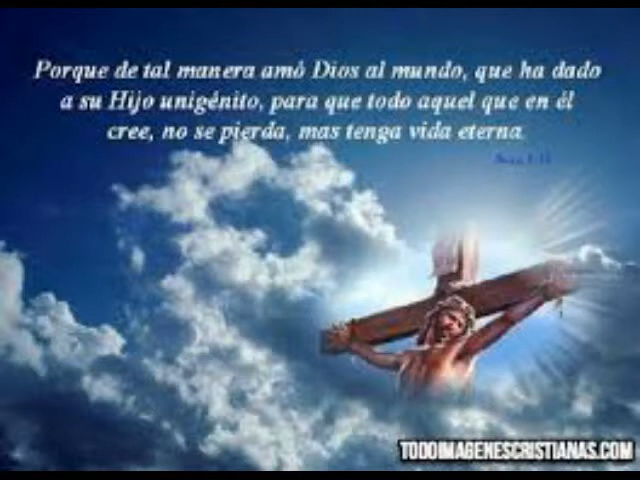 Porque de tal manera amó Dios al mundo, que ha dado
a su Hijo unigénito, para que todo aquel que en él
cree, no se pierda, mas tenga vida eterna
TODOIMAGENESCRISTIANAS.COM